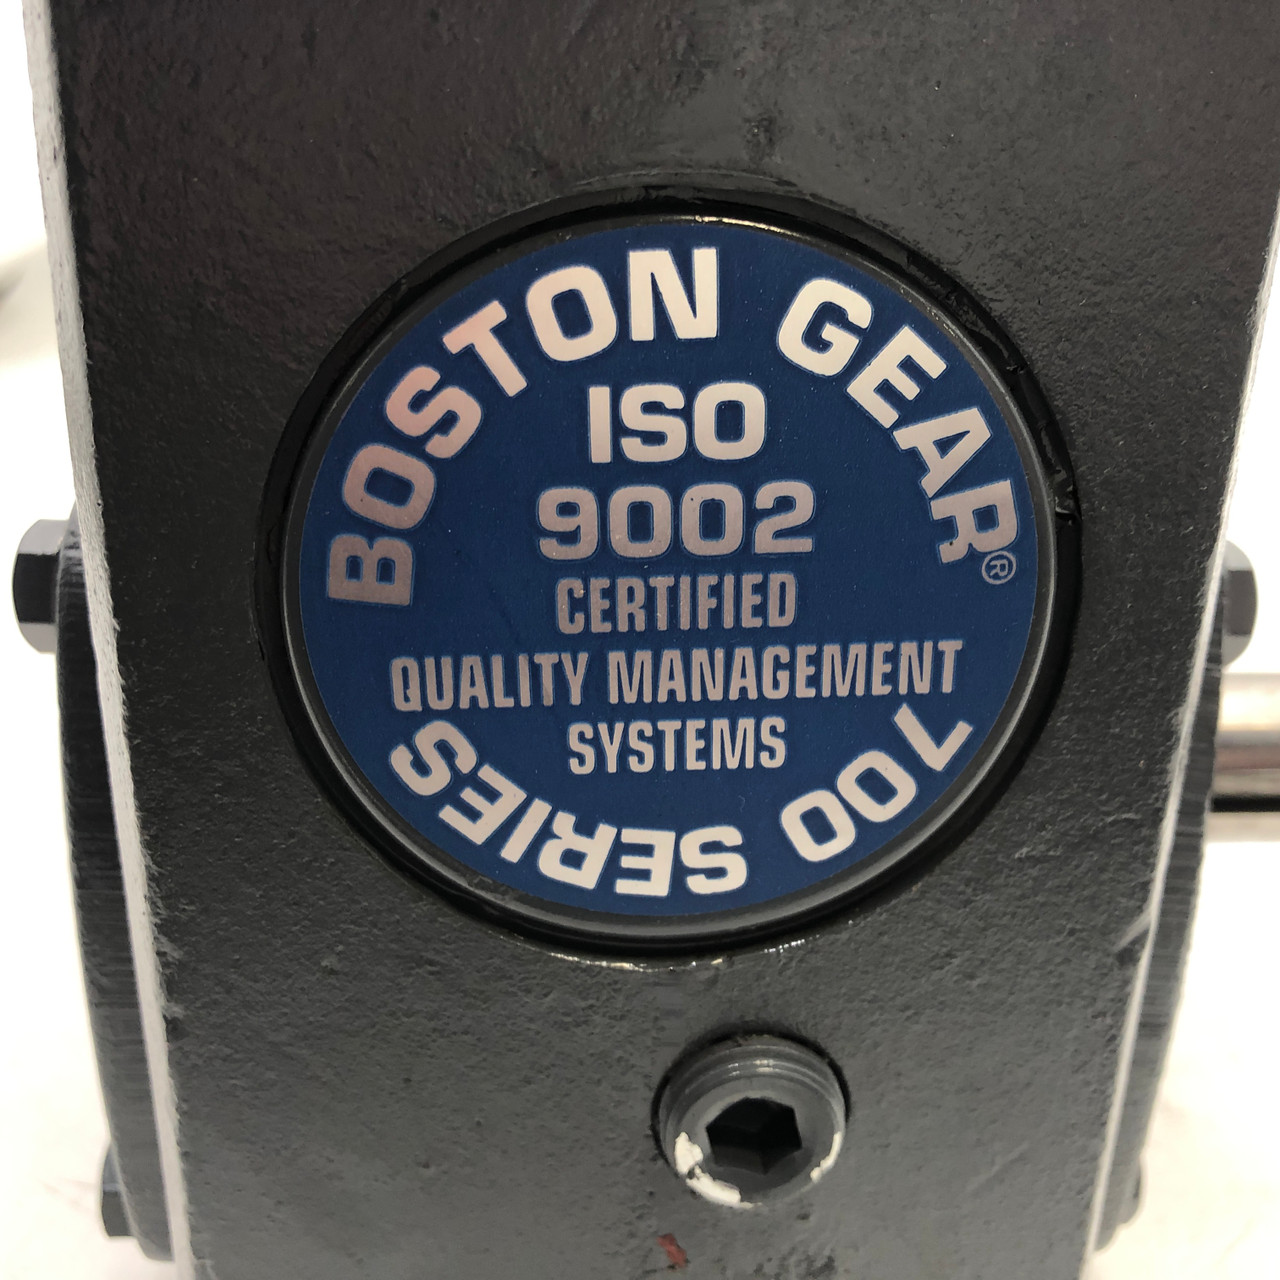 BOSTON GEAR®
ISO
9002
CERTIFIED
QUALITY MANAGEMENT
SYSTEMS
700 SERIES